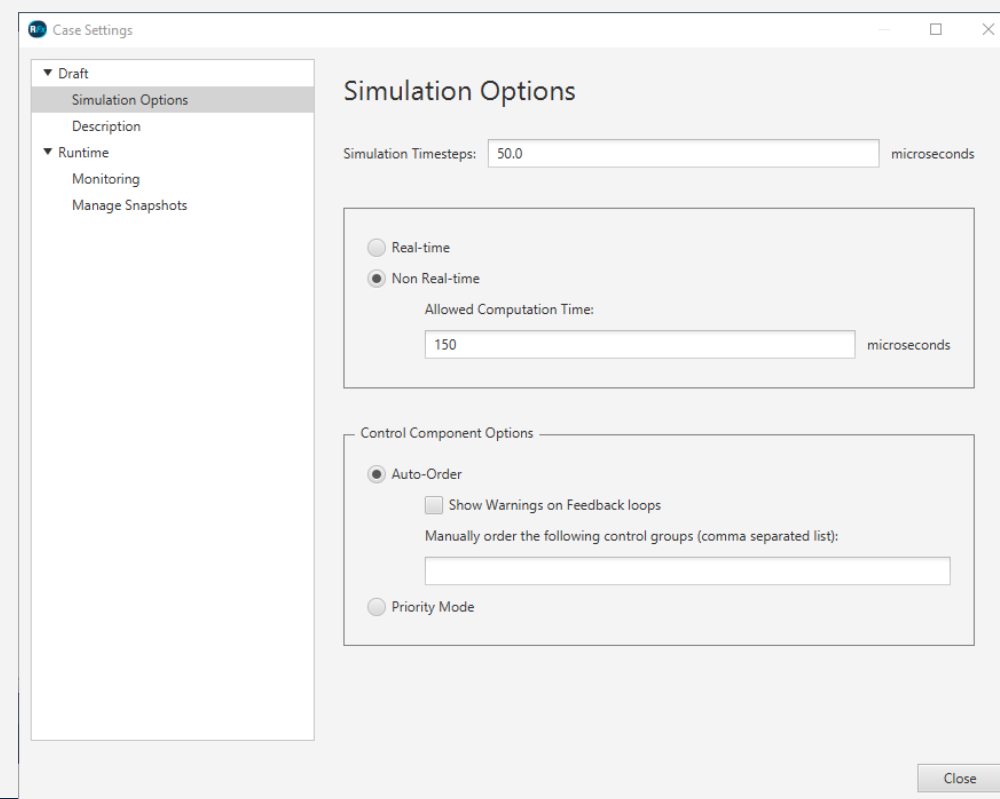 Case Settings
Draft
Simulation Options
Description
Runtime
Monitoring
Manage Snapshots
Simulation Options
Simulation Timesteps: 50.0 microseconds
Real-time
Non Real-time
Allowed Computation Time:
150 microseconds
Control Component Options
Auto-Order
Show Warnings on Feedback loops
Manually order the following control groups (comma separated list):
Priority Mode
Close